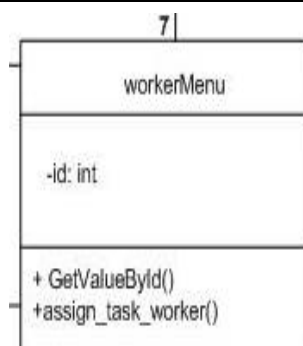 7
workerMenu
-id: int
+ GetValueById()
+assign_task_worker()